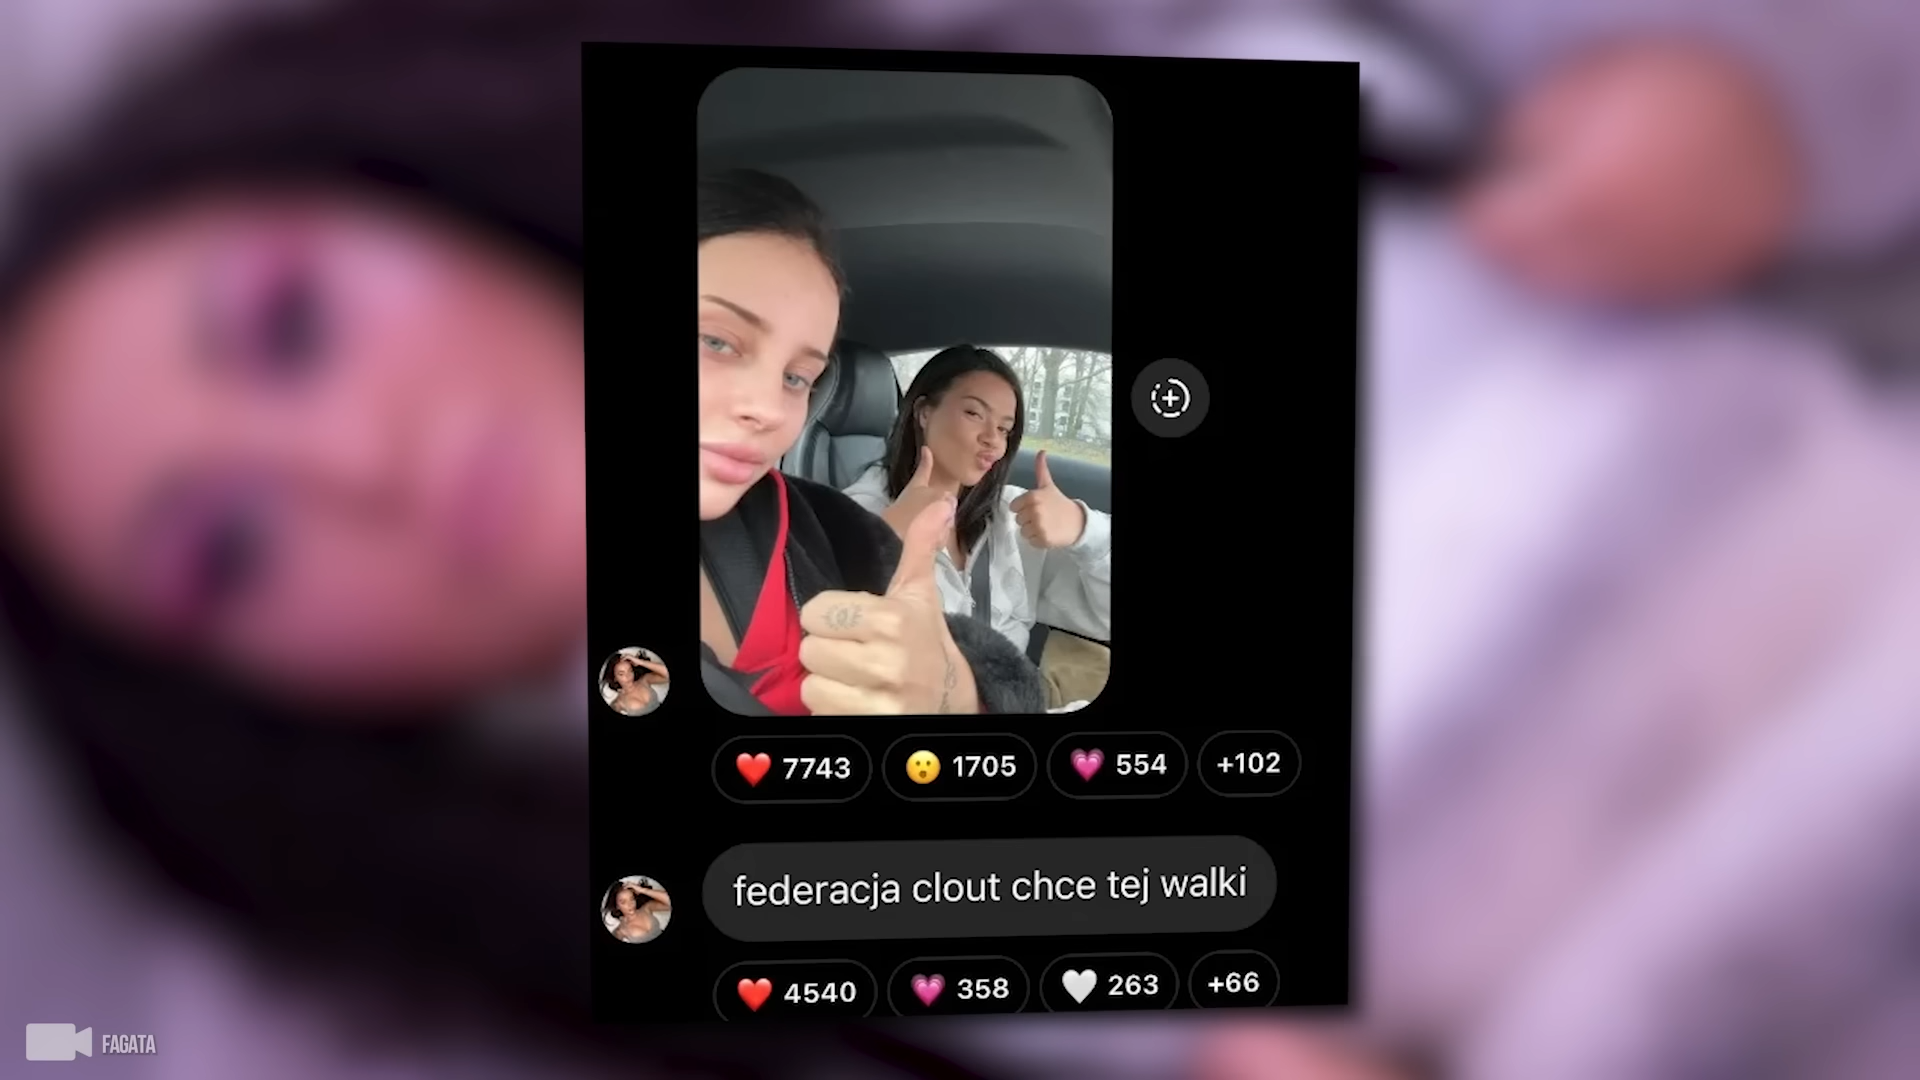 ❤️ 7743 😮 1705 💗 554 +102
federacja clout chce tej walki
❤️ 4540 💗 358 🤍 263 +66
FAGATA